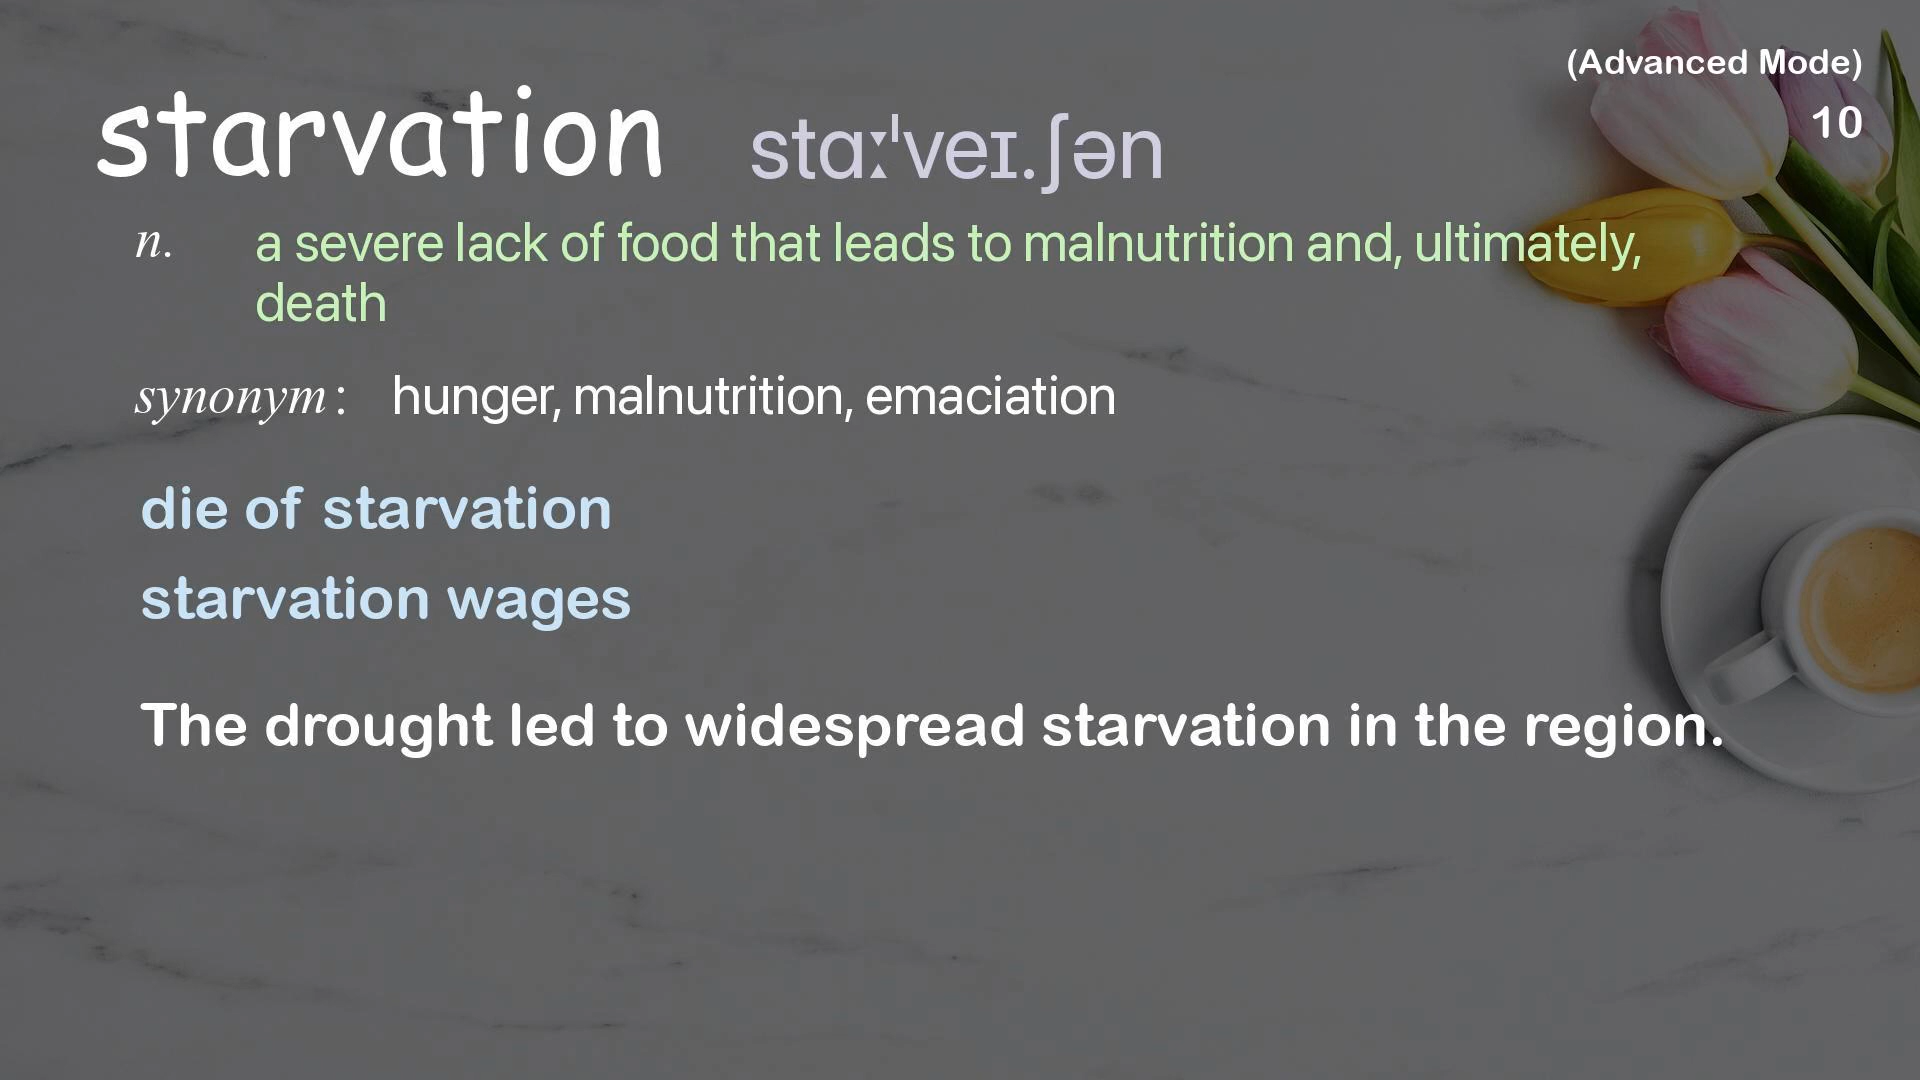 (Advanced Mode)
10
starvation stɑːˈveɪ.ʃən
n. a severe lack of food that leads to malnutrition and, ultimately,
death
synonym: hunger, malnutrition, emaciation
die of starvation
starvation wages
The drought led to widespread starvation in the region.